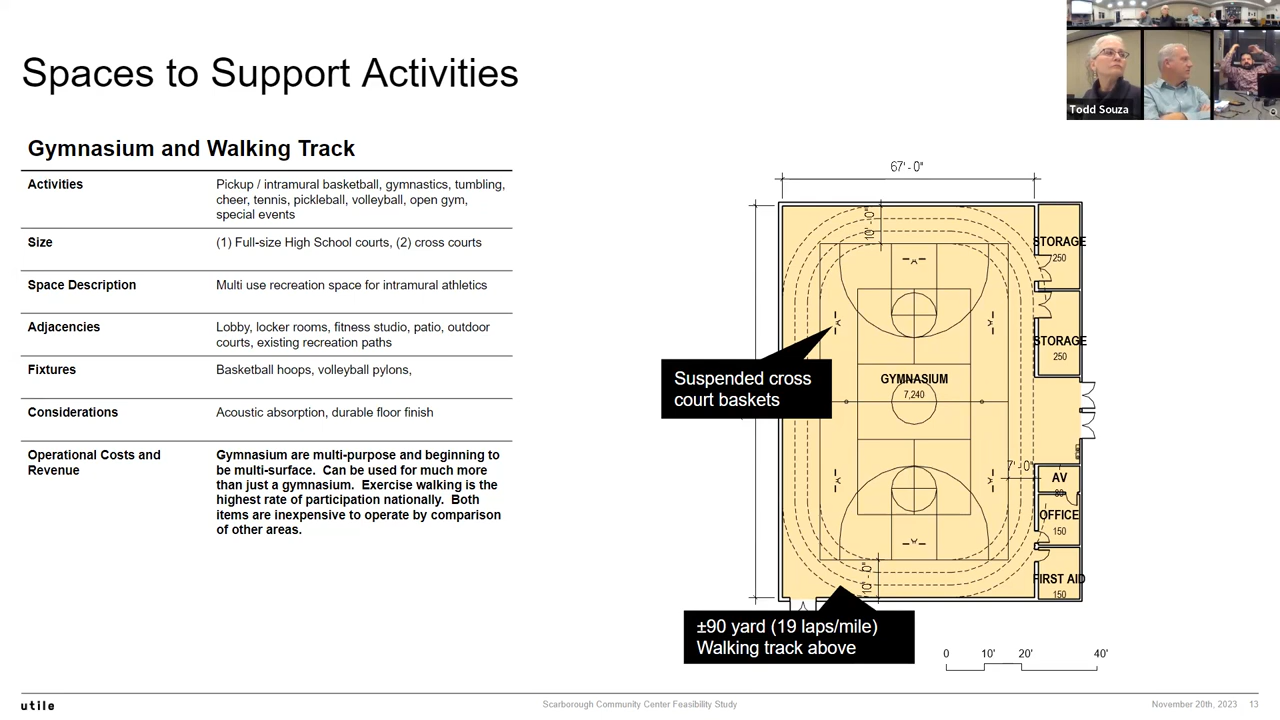 Spaces to Support Activities
Todd Souza
Gymnasium and Walking Track
Activities
Pickup / intramural basketball, gymnastics, tumbling,
cheer, tennis, pickleball, volleyball, open gym,
special events
Size
(1) Full-size High School courts, (2) cross courts
Space Description
Multi use recreation space for intramural athletics
Adjacencies
Lobby, locker rooms, fitness studio, patio, outdoor
courts, existing recreation paths
Fixtures
Basketball hoops, volleyball pylons,
Considerations
Acoustic absorption, durable floor finish
Operational Costs and
Revenue
Gymnasium are multi-purpose and beginning to
be multi-surface. Can be used for much more
than just a gymnasium. Exercise walking is the
highest rate of participation nationally. Both
items are inexpensive to operate by comparison
of other areas.
67'-0"
10'-0"
STORAGE
250
STORAGE
250
Suspended cross
court baskets
GYMNASIUM
7,240
7'-0"
AV
80
OFFICE
150
10'-0"
FIRST AID
150
±90 yard (19 laps/mile)
Walking track above
0 10' 20' 40'
utile
Scarborough Community Center Feasibility Study
November 20th, 2023 13